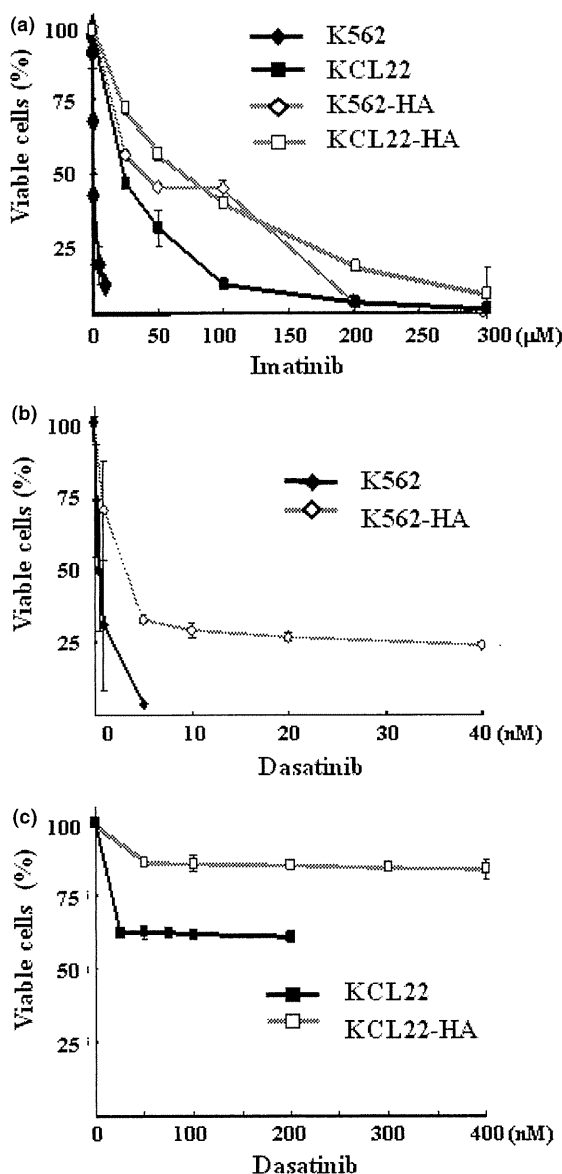 (a)
Viable cells (%)
100
75
50
25
K562
KCL22
K562-HA
KCL22-HA
0 50 100 150 200 250 300 (μM)
Imatinib
(b)
Viable cells (%)
100
75
50
25
K562
K562-HA
0 10 20 30 40 (nM)
Dasatinib
(c)
Viable cells (%)
100
75
50
25
KCL22
KCL22-HA
0 100 200 300 400 (nM)
Dasatinib